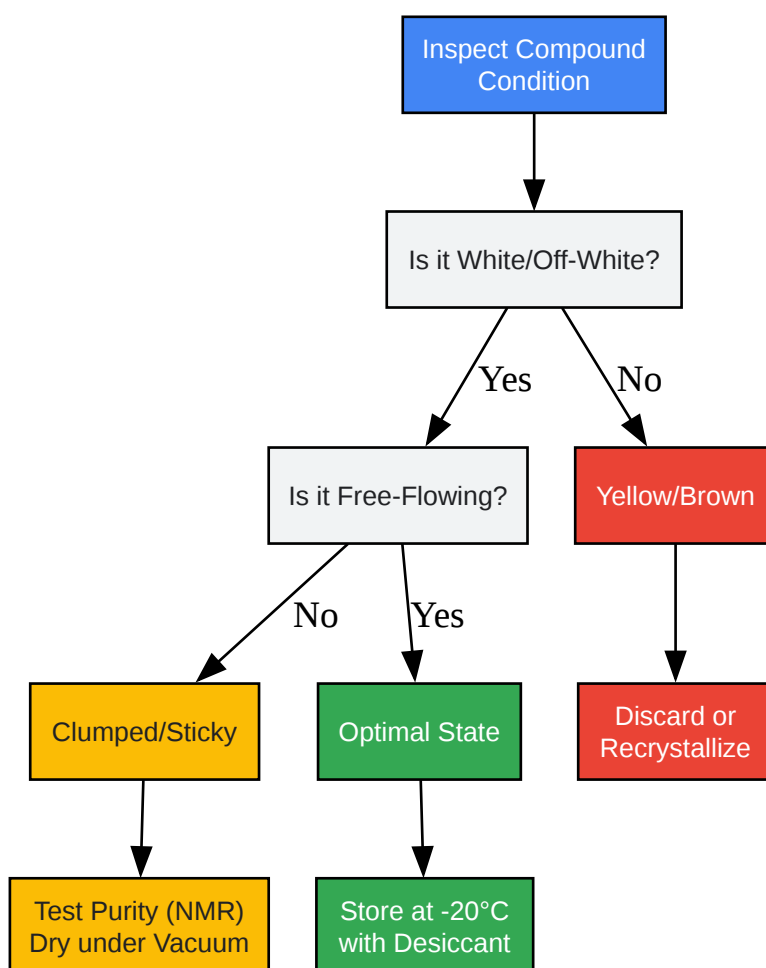 Inspect Compound
Condition
Is it White/Off-White?
Yes
No
Is it Free-Flowing?
Yellow/Brown
No
Yes
Clumped/Sticky
Optimal State
Discard or
Recrystallize
Test Purity (NMR)
Dry under Vacuum
Store at -20°C
with Desiccant